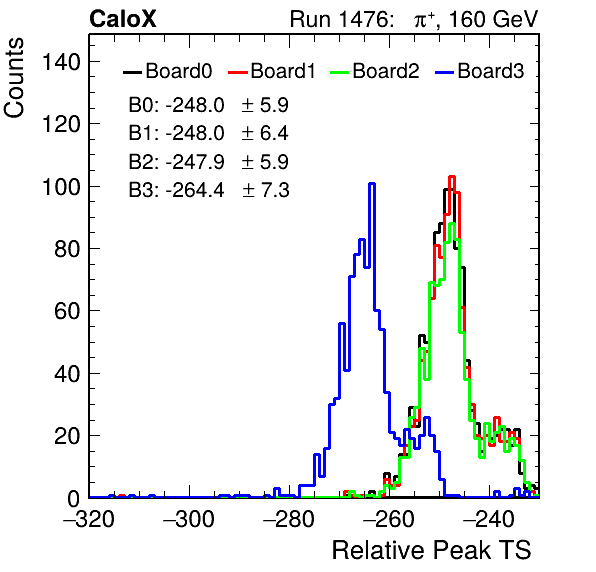 CaloX Run 1476: π⁺, 160 GeV
Counts
140
120
100
80
60
40
20
0
Board0 Board1 Board2 Board3
B0: -248.0 ± 5.9
B1: -248.0 ± 6.4
B2: -247.9 ± 5.9
B3: -264.4 ± 7.3
−320 −300 −280 −260 −240
Relative Peak TS